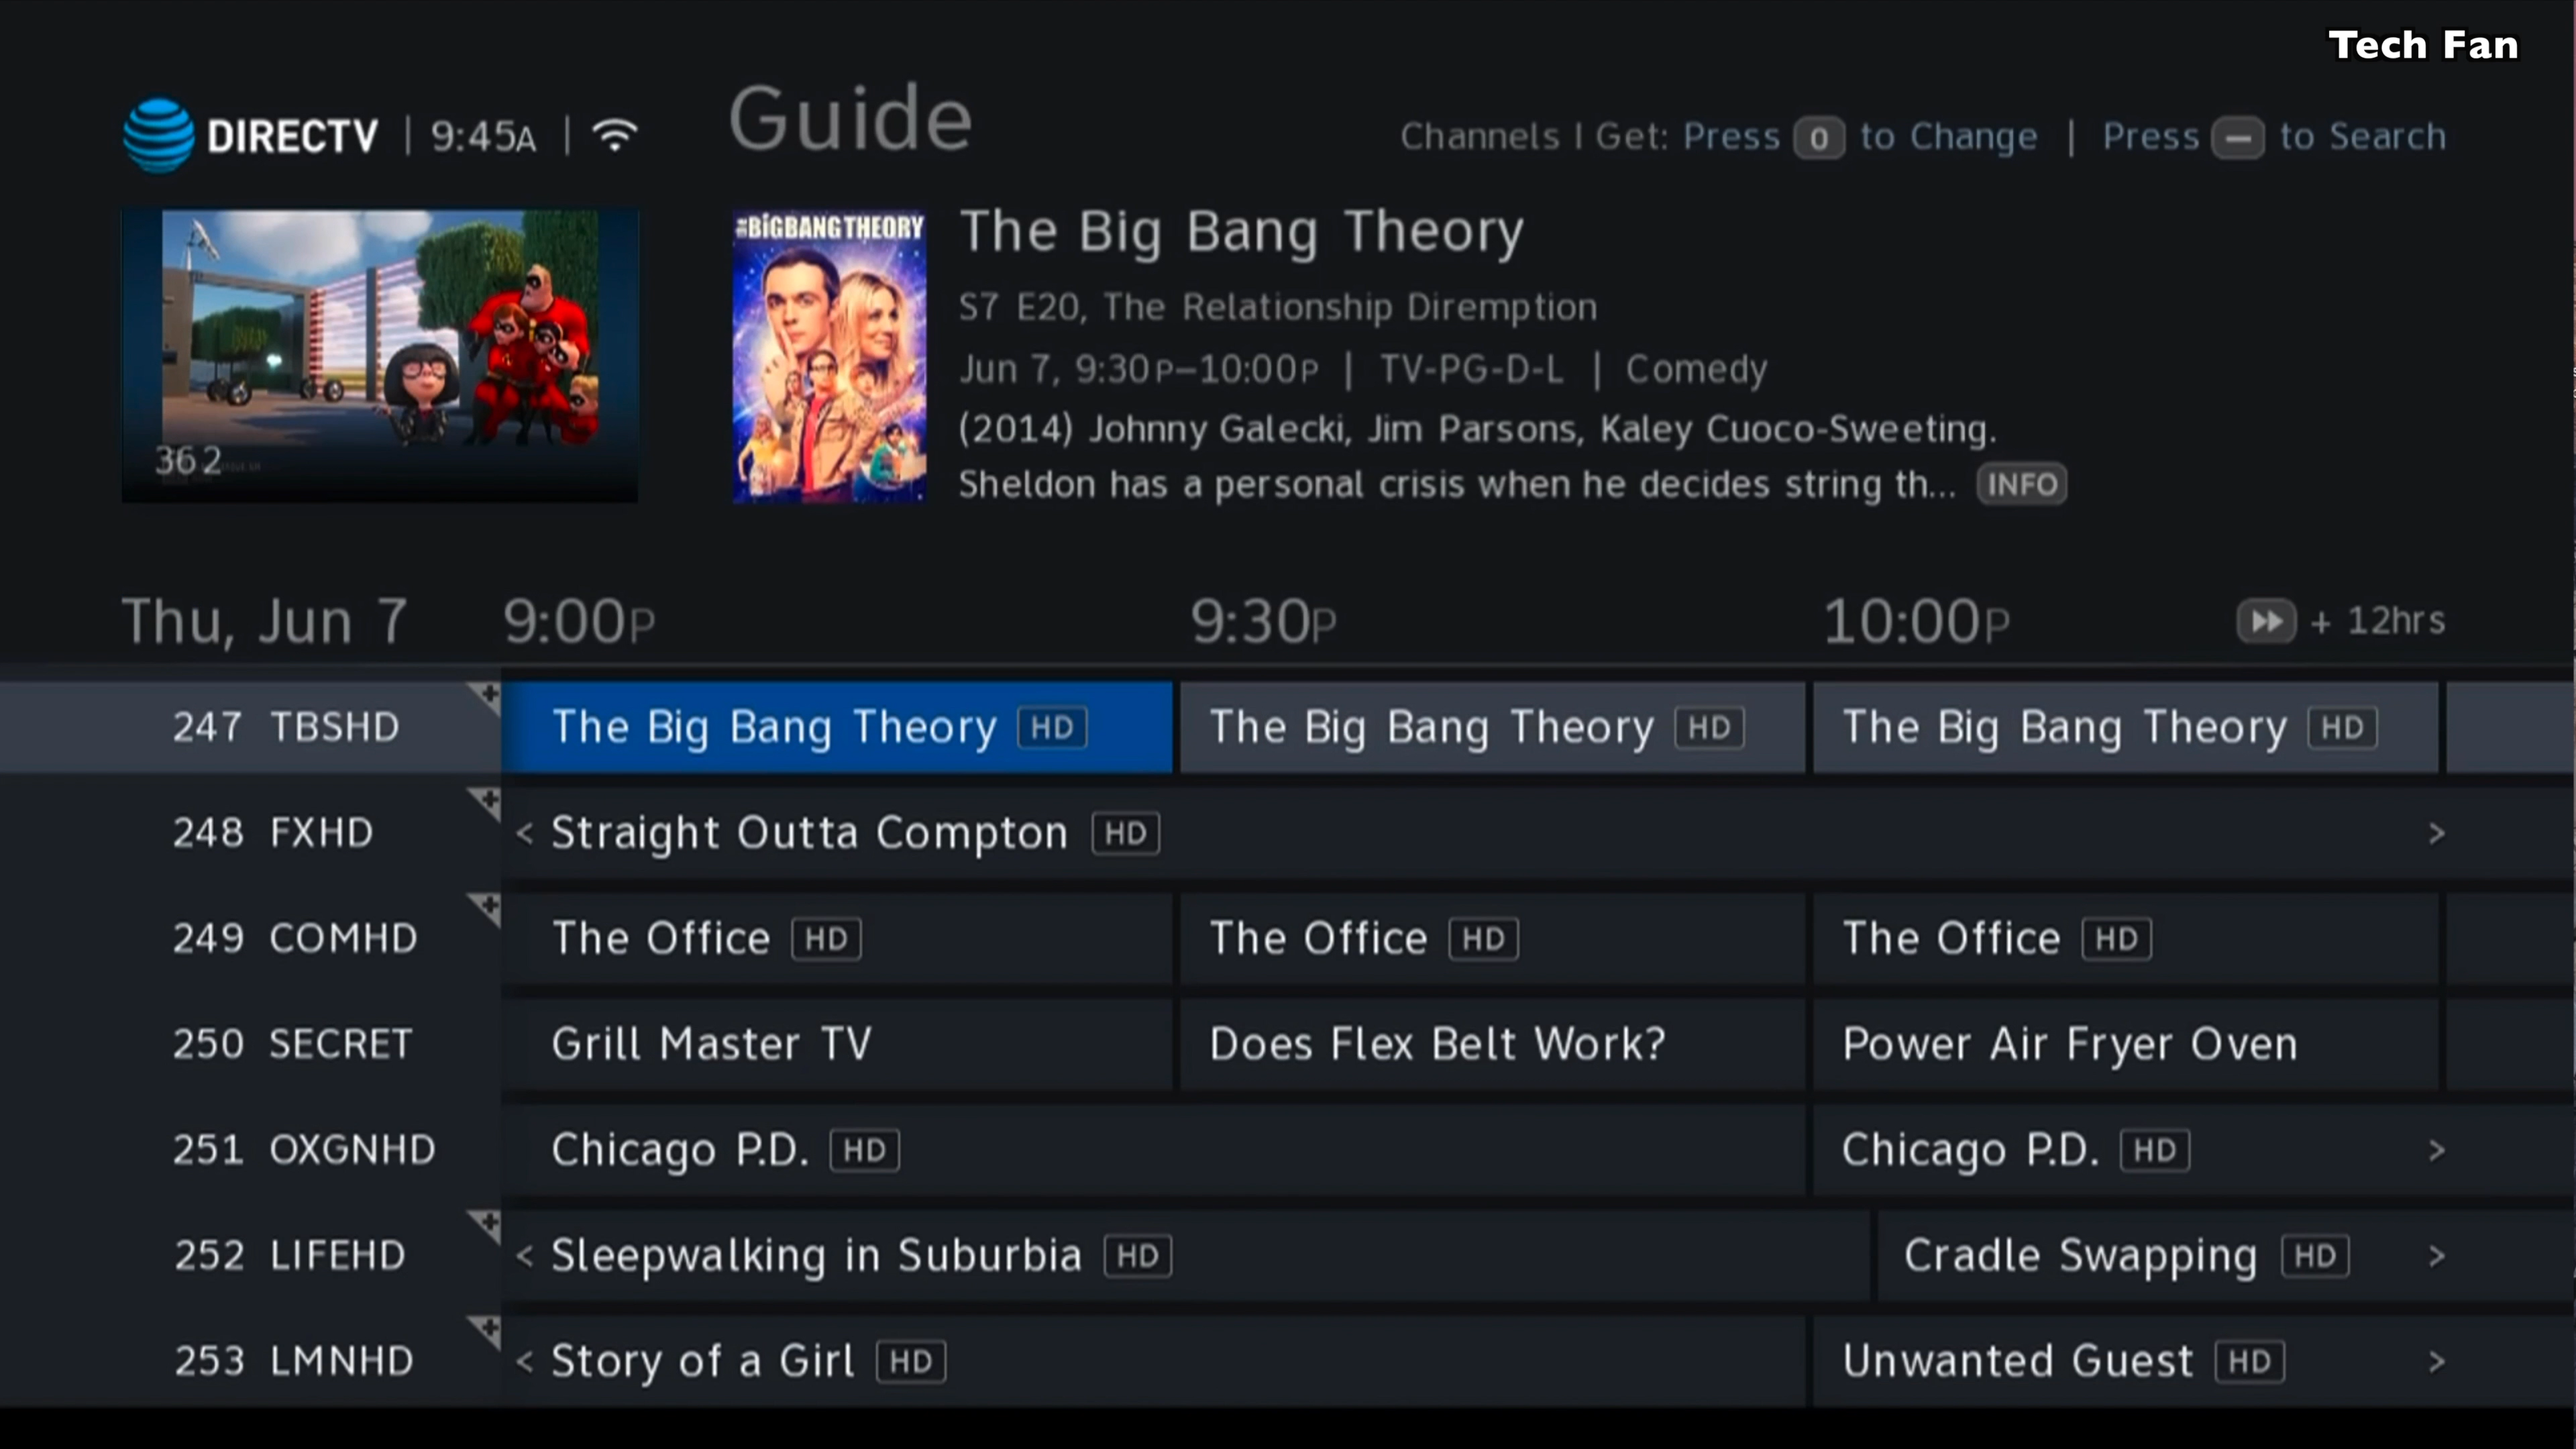 Tech Fan
DIRECTV | 9:45A |
Guide
Channels I Get: Press 0 to Change | Press — to Search
362
THE BIG BANG THEORY
The Big Bang Theory
S7 E20, The Relationship Diremption
Jun 7, 9:30P–10:00P | TV-PG-D-L | Comedy
(2014) Johnny Galecki, Jim Parsons, Kaley Cuoco-Sweeting.
Sheldon has a personal crisis when he decides string th... INFO
Thu, Jun 7 9:00P 9:30P 10:00P + 12hrs
247 TBSHD The Big Bang Theory HD The Big Bang Theory HD The Big Bang Theory HD
248 FXHD < Straight Outta Compton HD >
249 COMHD The Office HD The Office HD The Office HD
250 SECRET Grill Master TV Does Flex Belt Work? Power Air Fryer Oven
251 OXGNHD Chicago P.D. HD Chicago P.D. HD >
252 LIFEHD < Sleepwalking in Suburbia HD Cradle Swapping HD >
253 LMNHD < Story of a Girl HD Unwanted Guest HD >